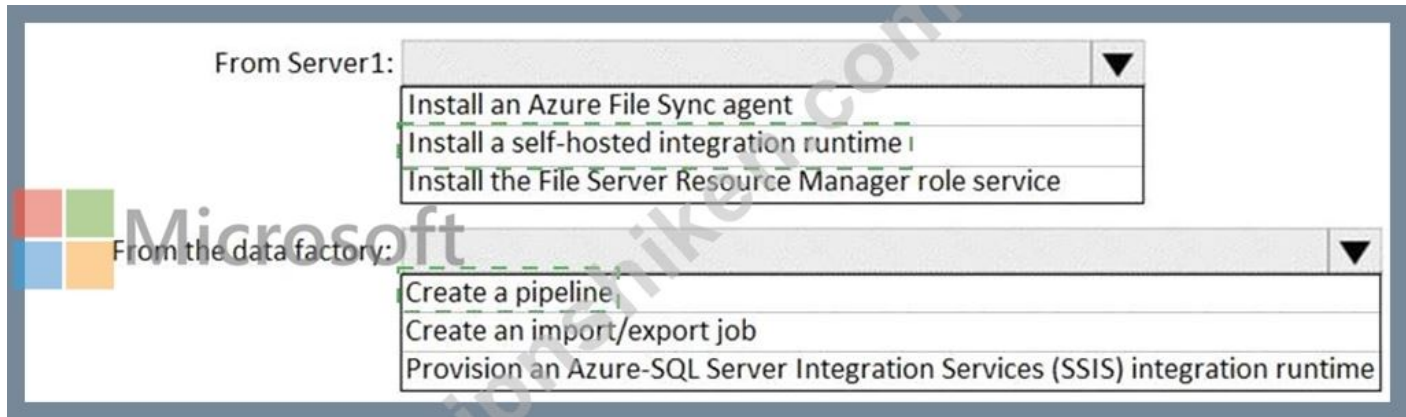 From Server1:
Install an Azure File Sync agent
Install a self-hosted integration runtime
Install the File Server Resource Manager role service
Microsoft
From the data factory:
Create a pipeline
Create an import/export job
Provision an Azure-SQL Server Integration Services (SSIS) integration runtime
jpnshiken.com